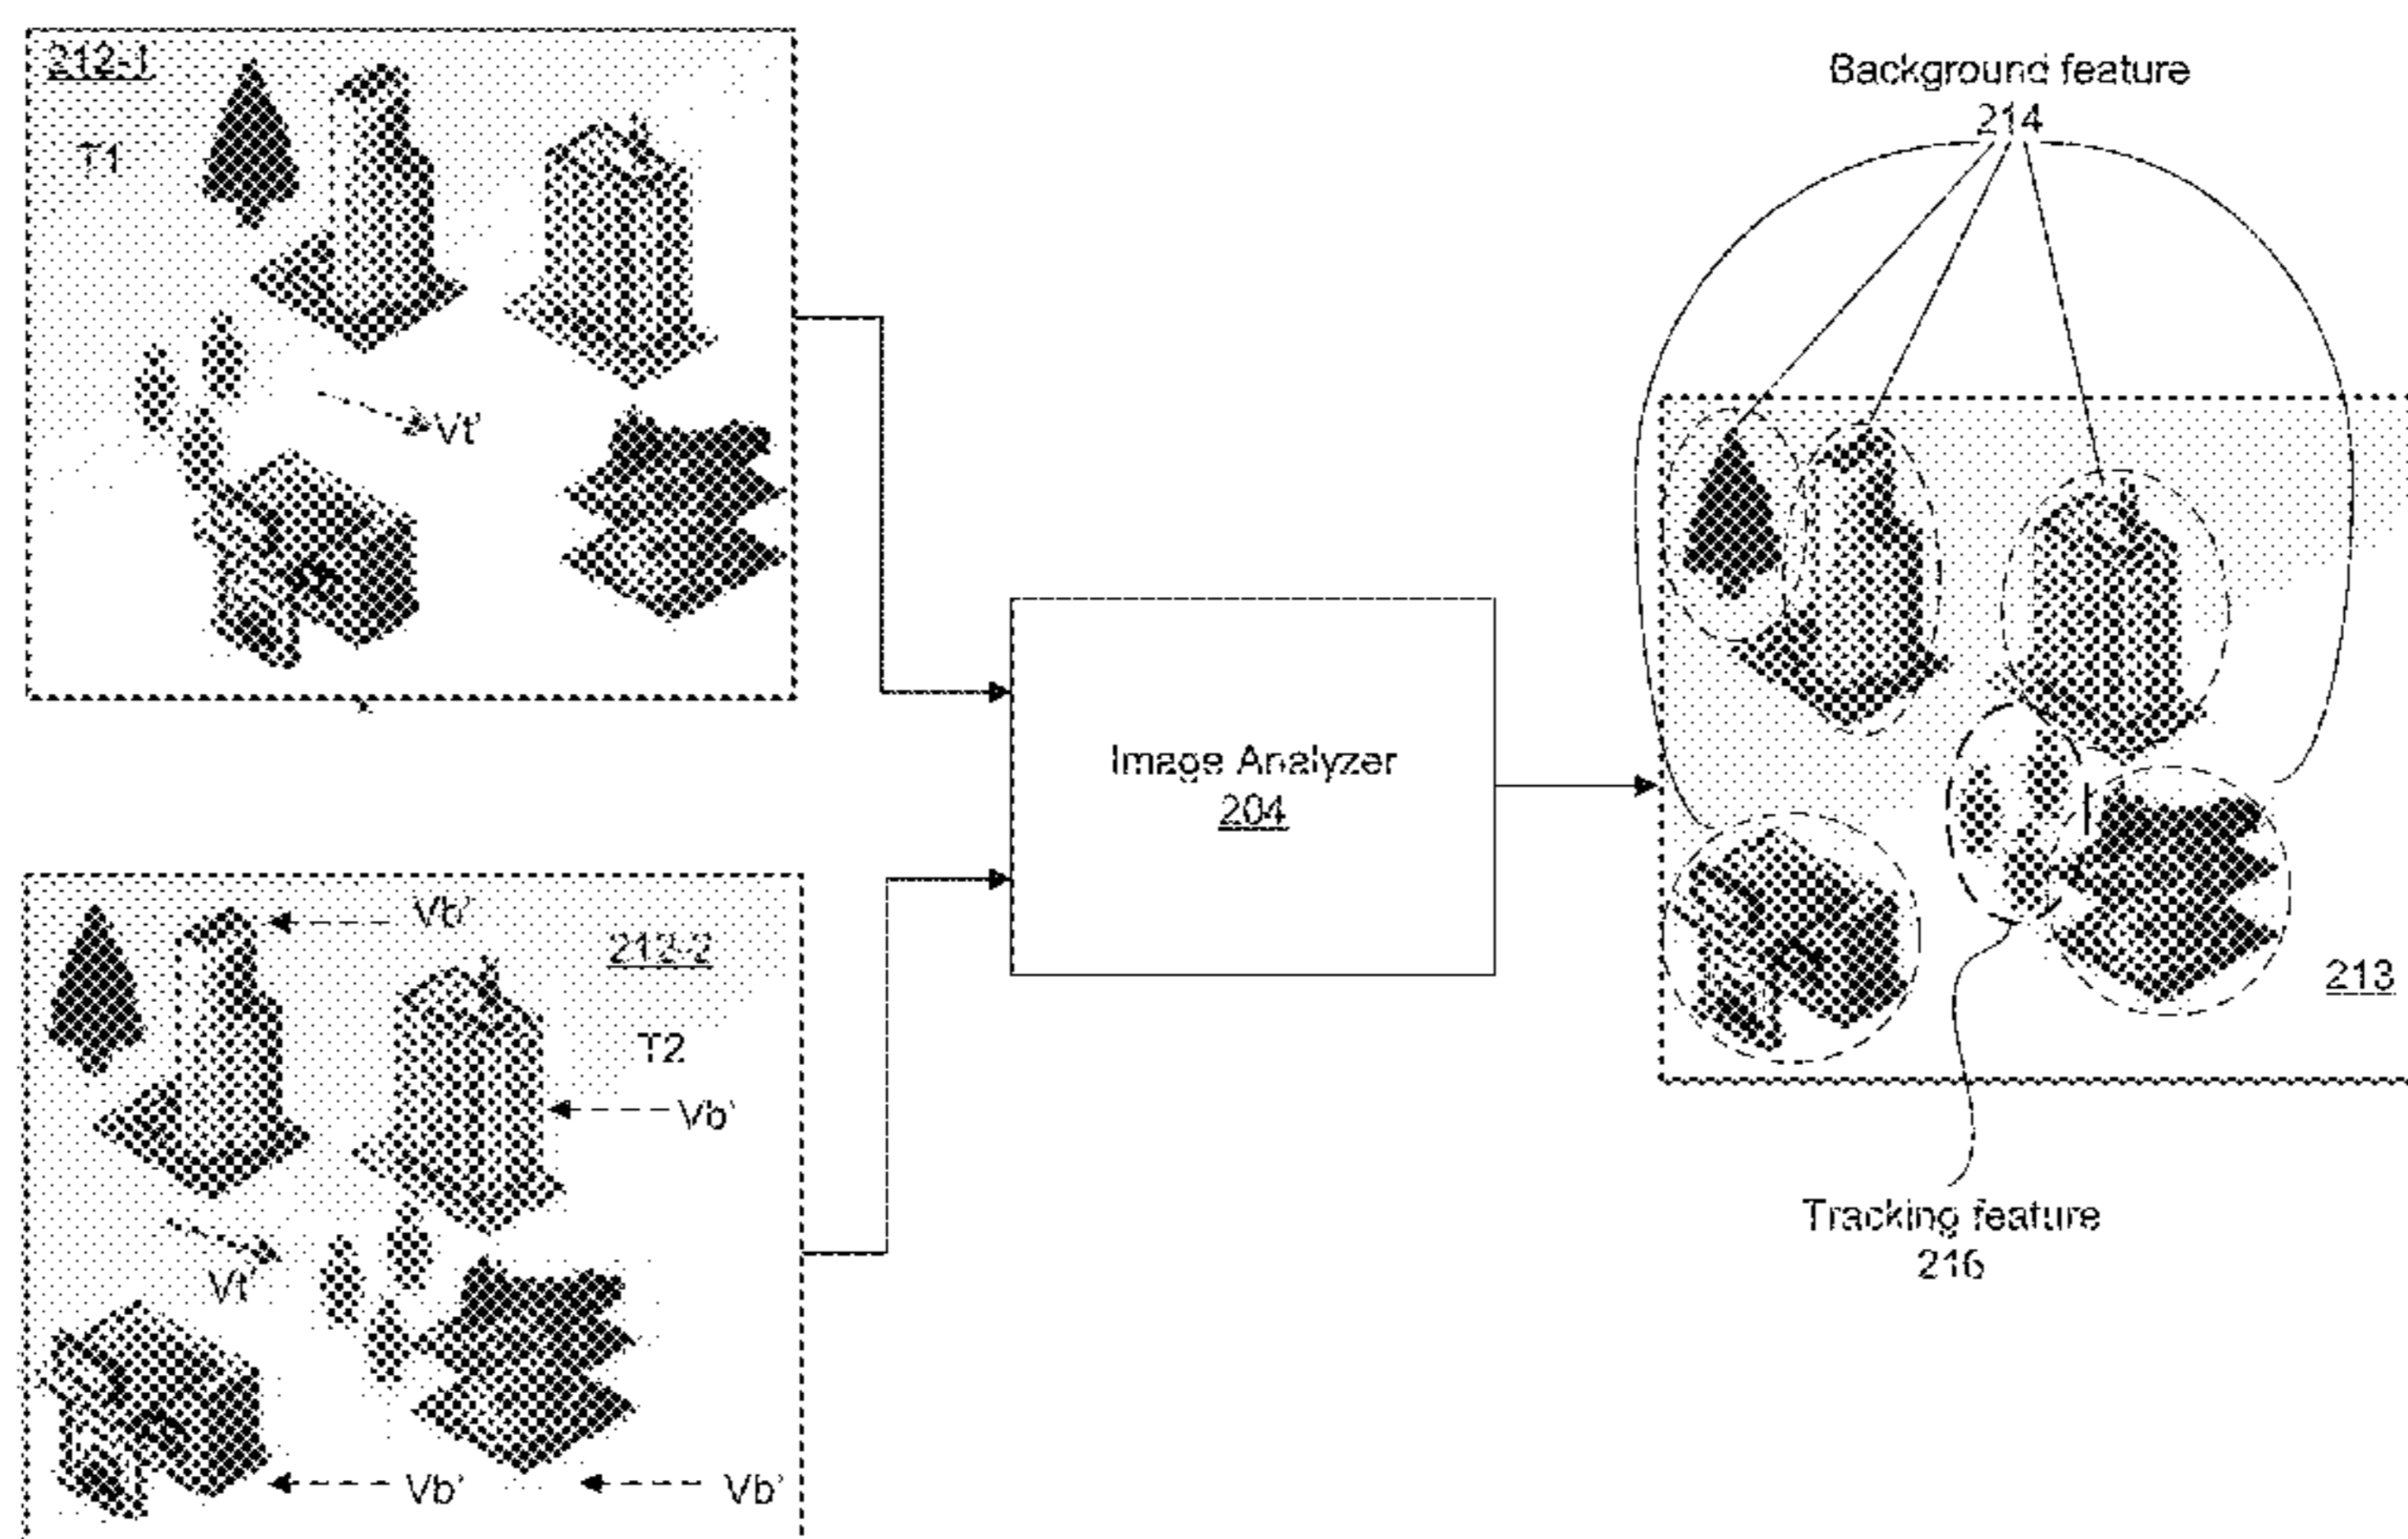 212-1
T1
Vt'
Vb'
212-2
T2
Vb'
Vt'
Vb'
Vb'
Image Analyzer
204
Background feature
214
213
Tracking feature
216